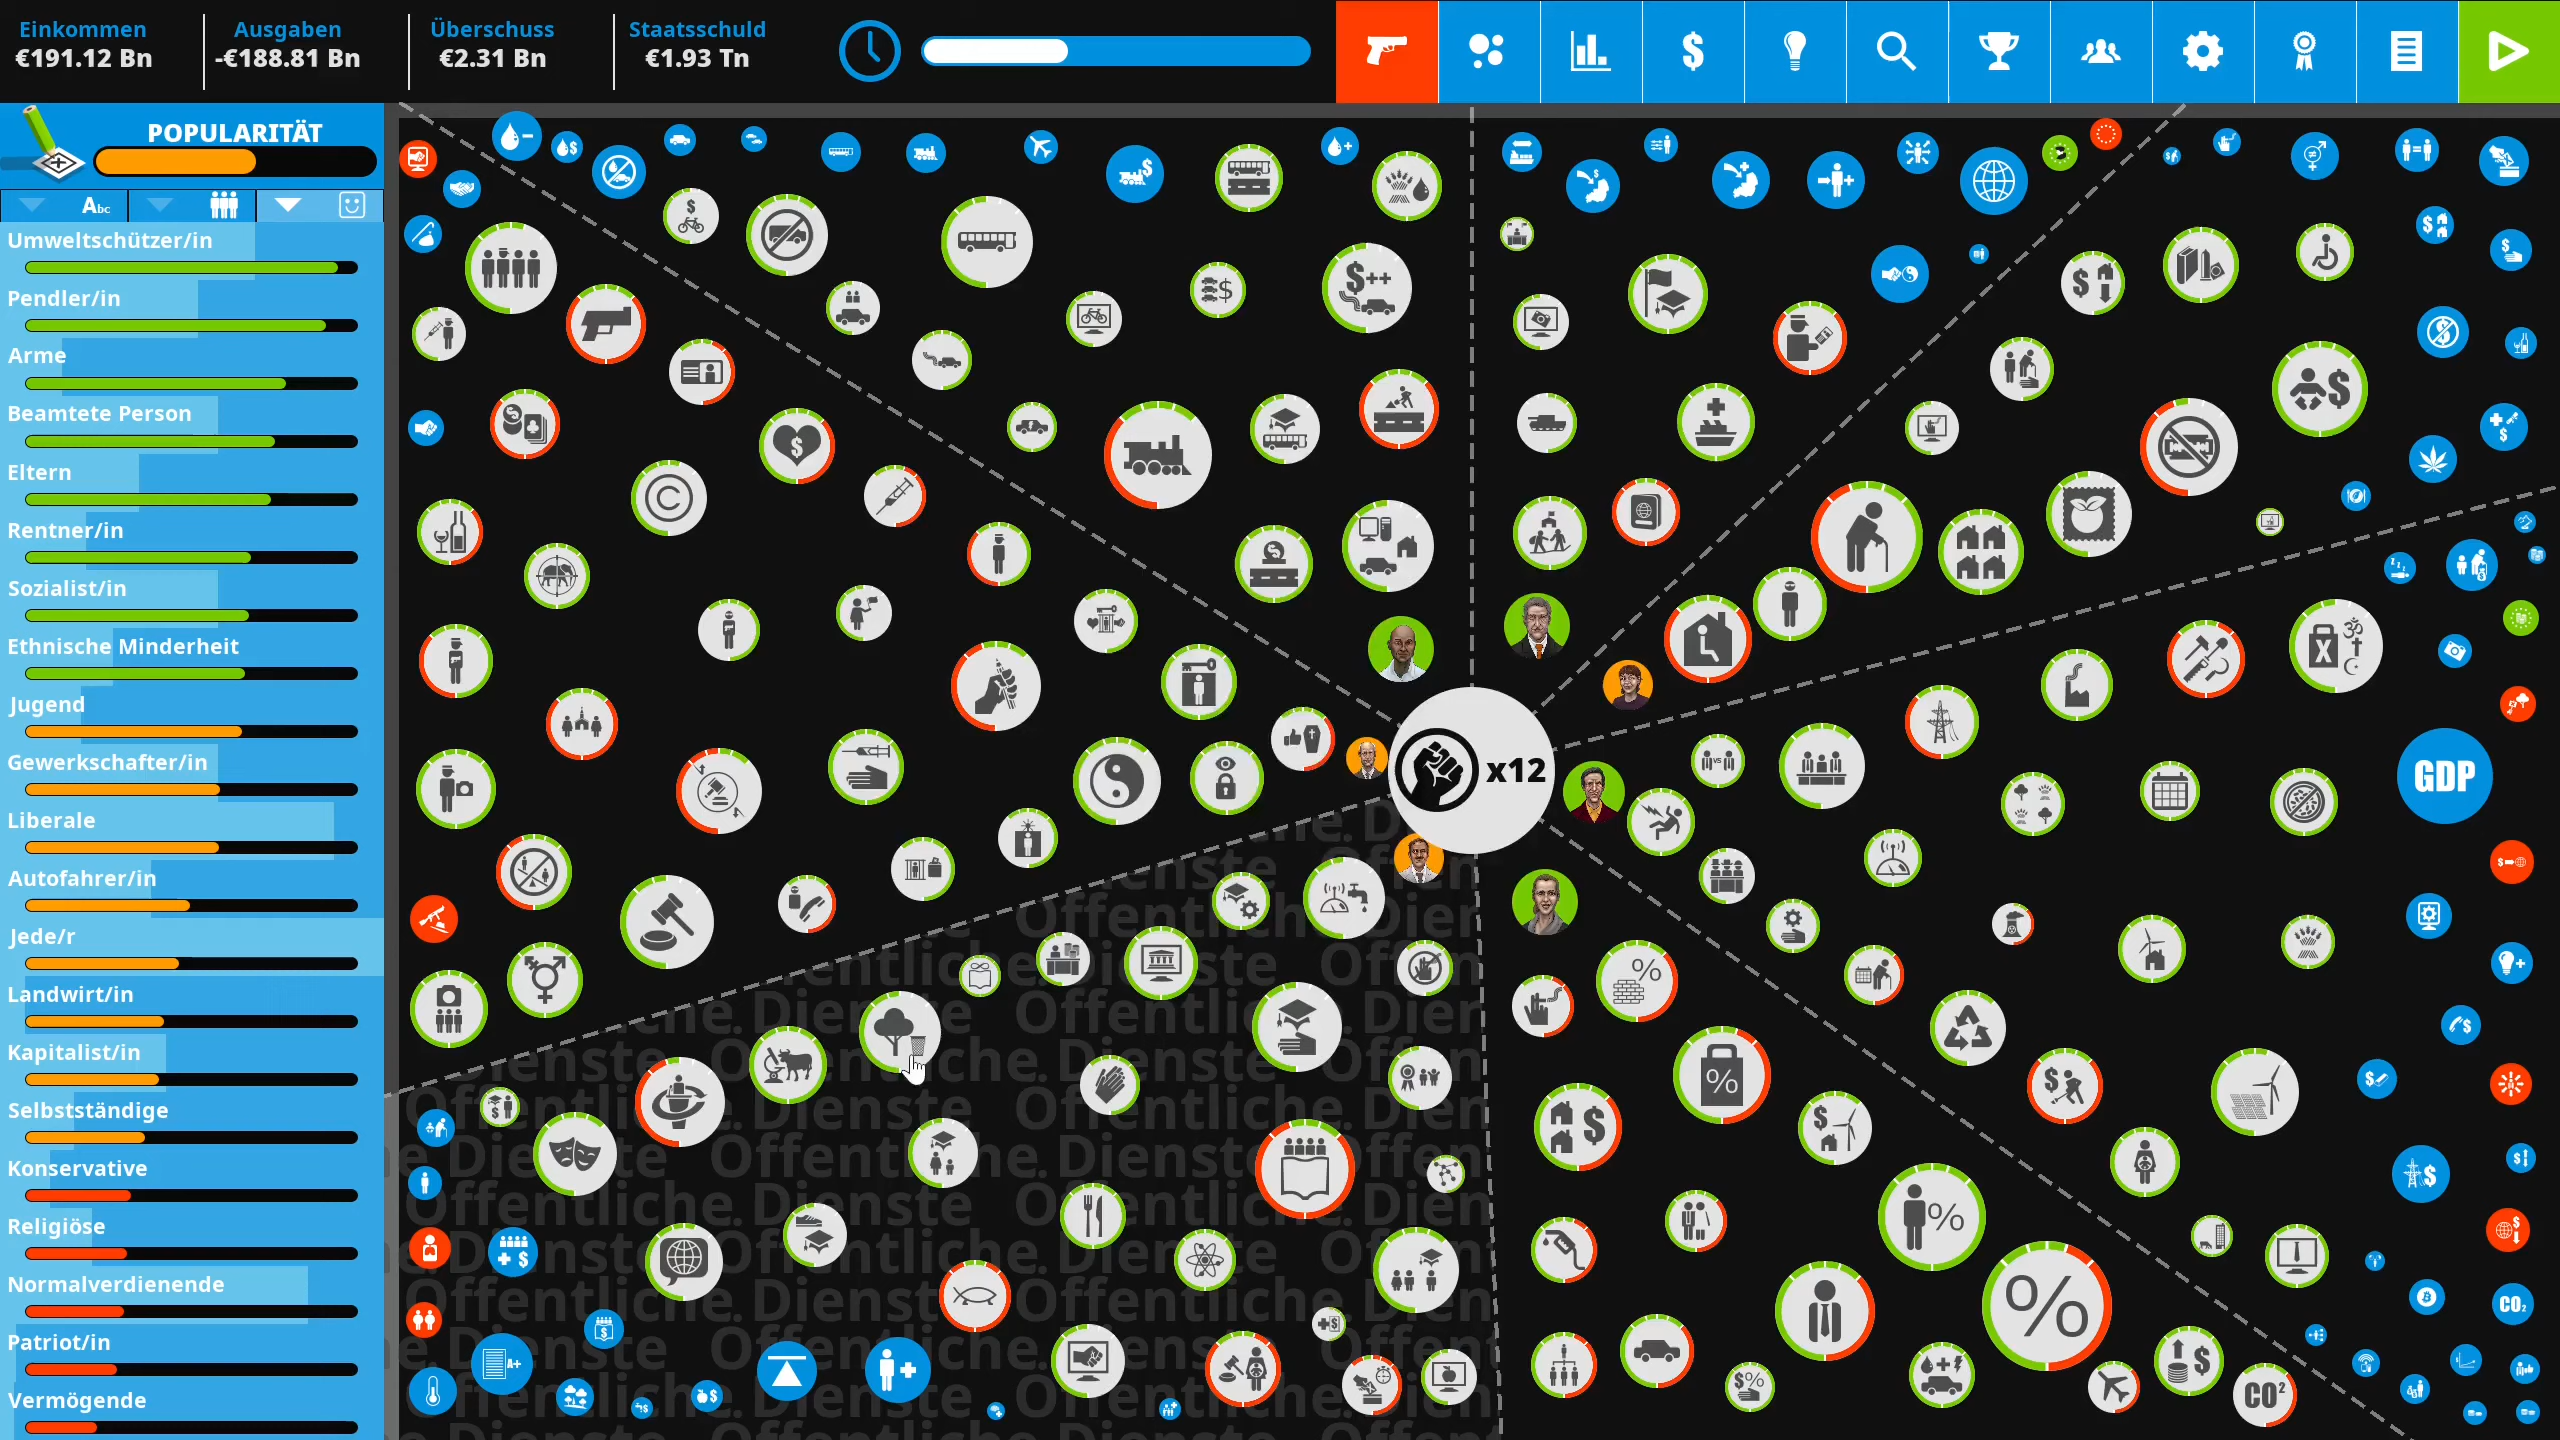 Einkommen
€191.12 Bn
Ausgaben
-€188.81 Bn
Überschuss
€2.31 Bn
Staatsschuld
€1.93 Tn
POPULARITÄT
Abc
Umweltschützer/in
Pendler/in
Arme
Beamtete Person
Eltern
Rentner/in
Sozialist/in
Ethnische Minderheit
Jugend
Gewerkschafter/in
Liberale
Autofahrer/in
Jede/r
Landwirt/in
Kapitalist/in
Selbstständige
Konservative
Religiöse
Normalverdienende
Patriot/in
Vermögende
x12
GDP
CO₂
CO²
A+
Öffentliche Dienste